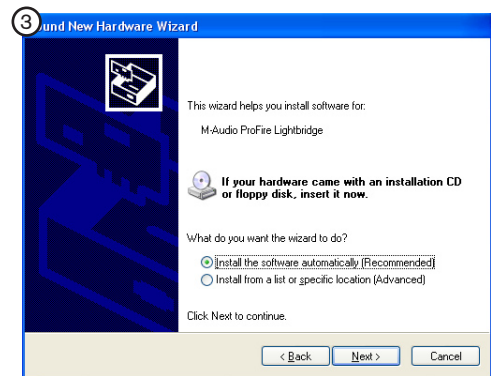 3
ound New Hardware Wizard
This wizard helps you install software for:
M-Audio ProFire Lightbridge
If your hardware came with an installation CD
or floppy disk, insert it now.
What do you want the wizard to do?
Install the software automatically (Recommended)
Install from a list or specific location (Advanced)
Click Next to continue.
< Back Next > Cancel